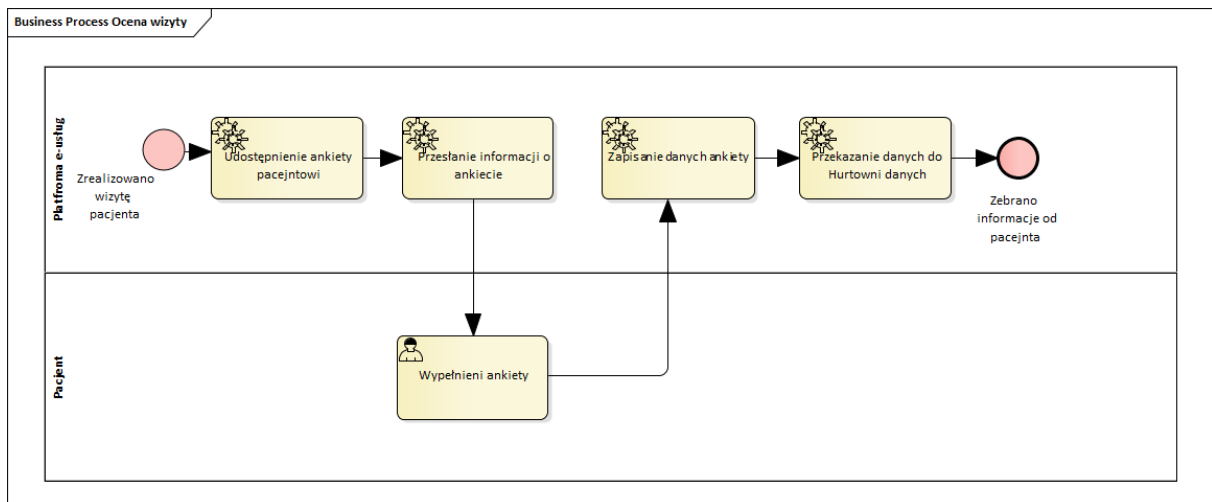 Business Process Ocena wizyty
Platfroma e-usług
Zrealizowano
wizytę
pacjenta
Udostępnienie ankiety
pacejntowi
Przesłanie informacji o
ankiecie
Zapisanie danych ankiety
Przekazanie danych do
Hurtowni danych
Zebrano
informacje od
pacejnta
Pacjent
Wypełnieni ankiety